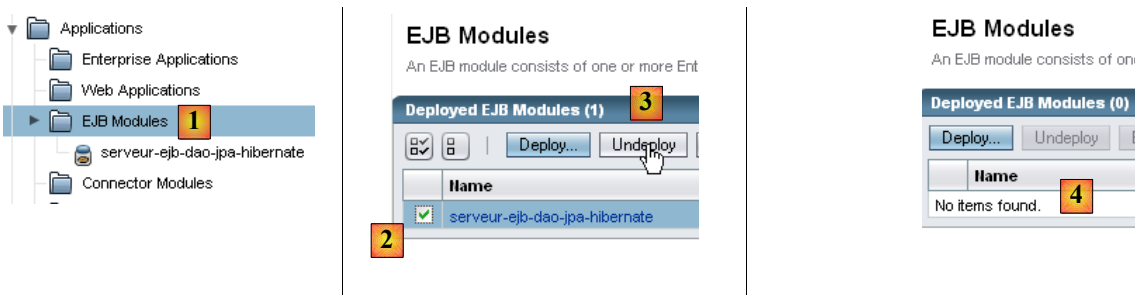 Applications
Enterprise Applications
Web Applications
EJB Modules 1
serveur-ejb-dao-jpa-hibernate
Connector Modules
EJB Modules
An EJB module consists of one or more Ent
Deployed EJB Modules (1) 3
Deploy... Undeploy
Name
serveur-ejb-dao-jpa-hibernate
2
EJB Modules
An EJB module consists of one
Deployed EJB Modules (0)
Deploy... Undeploy
Name
No items found. 4